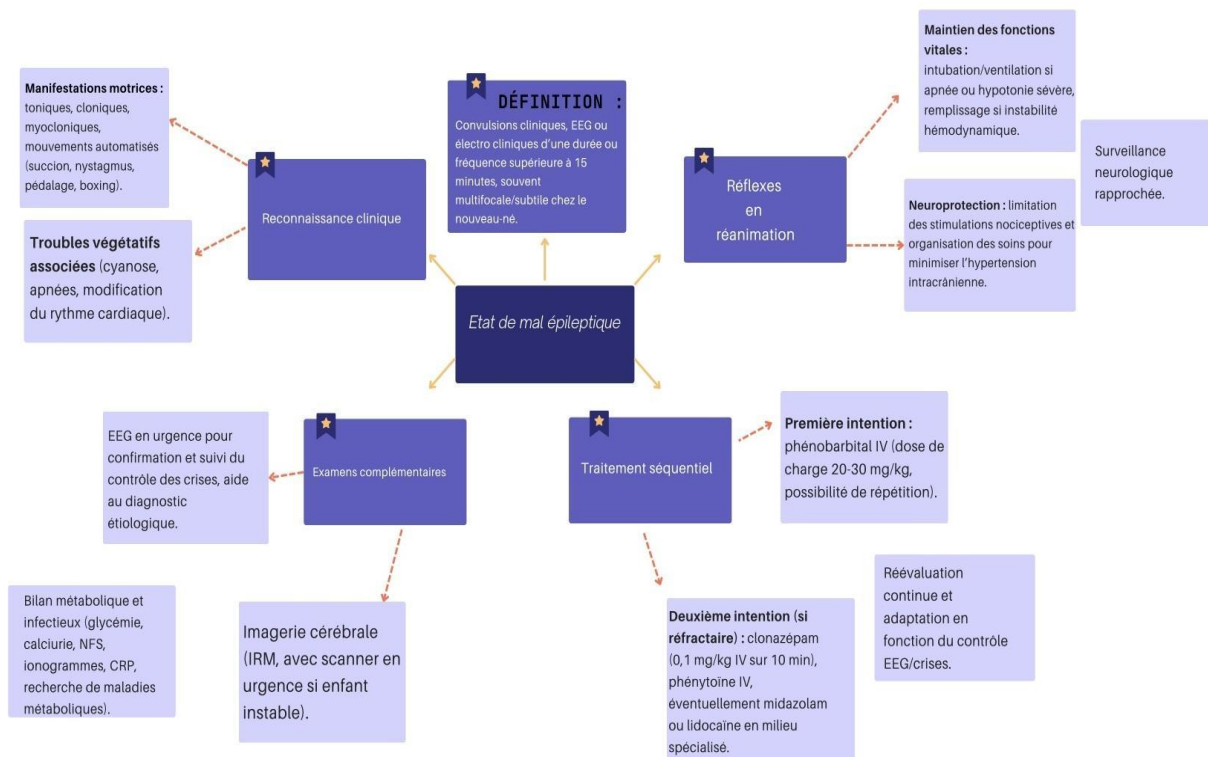 DÉFINITION :
Convulsions cliniques, EEG ou
électro cliniques d'une durée ou
fréquence supérieure à 15
minutes, souvent
multifocale/subtile chez le
nouveau-né.
Manifestations motrices :
toniques, cloniques,
myocloniques,
mouvements automatisés
(succion, nystagmus,
pédalage, boxing).
Reconnaissance clinique
Troubles végétatifs
associées (cyanose,
apnées, modification
du rythme cardiaque).
Maintien des fonctions
vitales :
intubation/ventilation si
apnée ou hypotonie sévère,
remplissage si instabilité
hémodynamique.
Réflexes
en
réanimation
Surveillance
neurologique
rapprochée.
Neuroprotection : limitation
des stimulations nociceptives et
organisation des soins pour
minimiser l'hypertension
intracrânienne.
Etat de mal épileptique
EEG en urgence pour
confirmation et suivi du
contrôle des crises, aide
au diagnostic
étiologique.
Examens complémentaires
Traitement séquentiel
Première intention :
phénobarbital IV (dose de
charge 20-30 mg/kg,
possibilité de répétition).
Bilan métabolique et
infectieux (glycémie,
calciurie, NFS,
ionogrammes, CRP,
recherche de maladies
métaboliques).
Imagerie cérébrale
(IRM, avec scanner en
urgence si enfant
instable).
Deuxième intention (si
réfractaire) : clonazépam
(0,1 mg/kg IV sur 10 min),
phénytoïne IV,
éventuellement midazolam
ou lidocaïne en milieu
spécialisé.
Réévaluation
continue et
adaptation en
fonction du contrôle
EEG/crises.